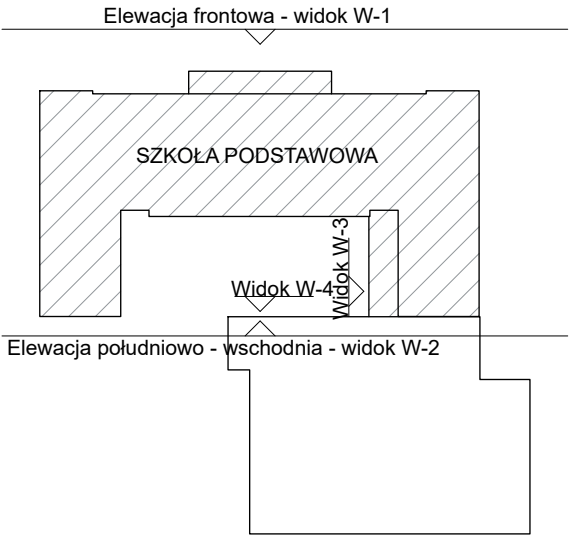 Elewacja frontowa - widok W-1
SZKOŁA PODSTAWOWA
Widok W-3
Widok W-4
Elewacja południowo - wschodnia - widok W-2